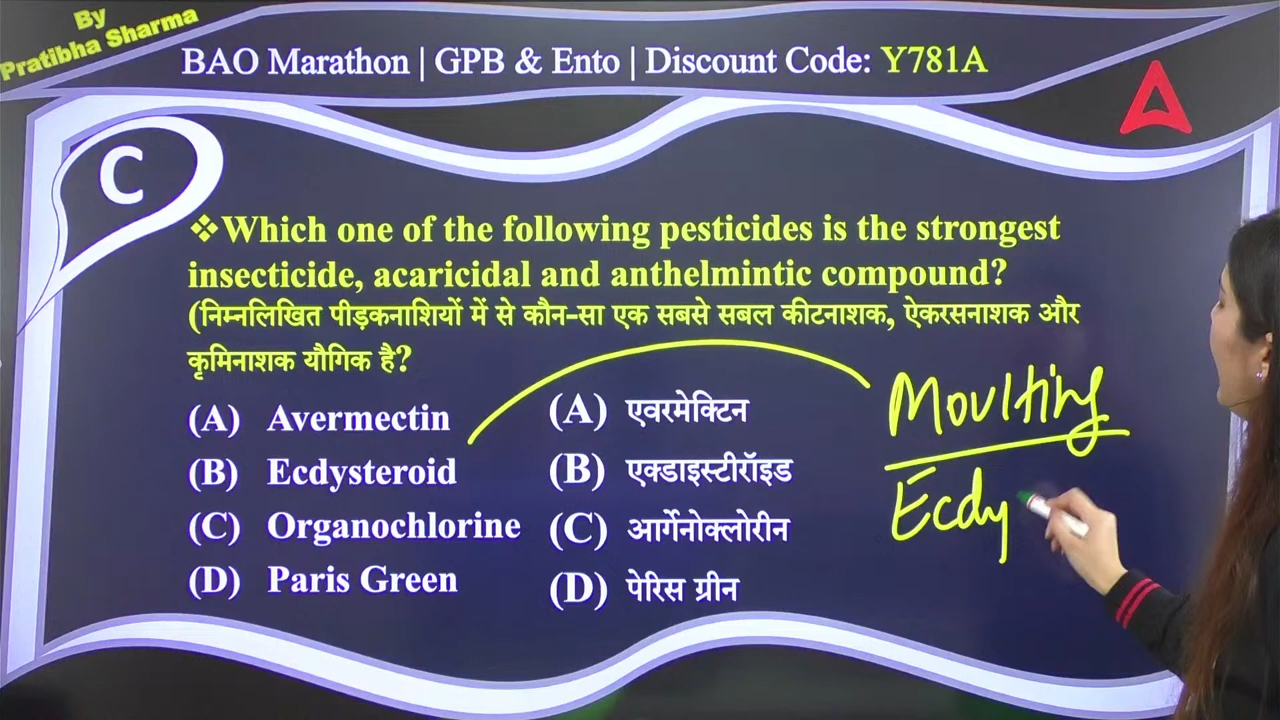 By
Pratibha Sharma
BAO Marathon | GPB & Ento | Discount Code: Y781A
C
❖Which one of the following pesticides is the strongest
insecticide, acaricidal and anthelmintic compound?
(निम्नलिखित पीड़कनाशियों में से कौन-सा एक सबसे सबल कीटनाशक, ऐकरसनाशक और
कृमिनाशक यौगिक है?
(A) Avermectin
(B) Ecdysteroid
(C) Organochlorine
(D) Paris Green
(A) एवरमेक्टिन
(B) एक्डाइस्टीरॉइड
(C) आर्गेनोक्लोरीन
(D) पेरिस ग्रीन
Moulting
Ecdy